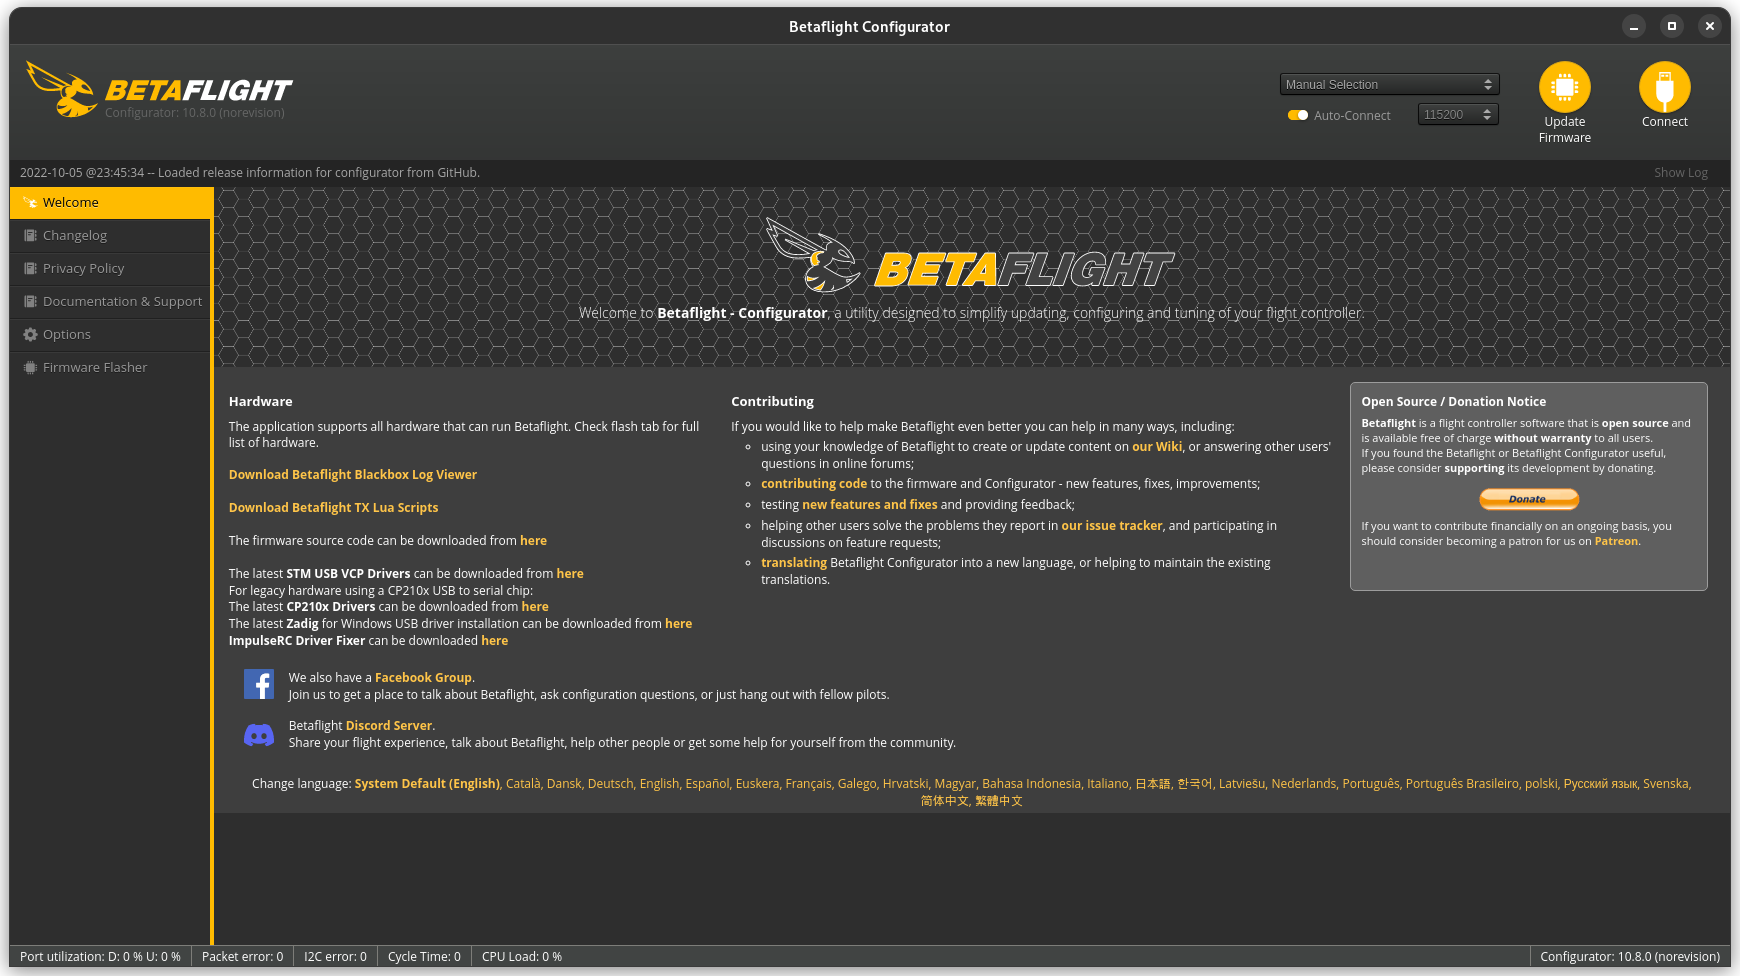 Betaflight Configurator
BETAFLIGHT
Configurator: 10.8.0 (norevision)
Manual Selection
Auto-Connect
115200
Update
Firmware
Connect
2022-10-05 @23:45:34 -- Loaded release information for configurator from GitHub.
Show Log
Welcome
Changelog
Privacy Policy
Documentation & Support
Options
Firmware Flasher
BETAFLIGHT
Welcome to Betaflight - Configurator, a utility designed to simplify updating, configuring and tuning of your flight controller.
Hardware
The application supports all hardware that can run Betaflight. Check flash tab for full
list of hardware.
Download Betaflight Blackbox Log Viewer
Download Betaflight TX Lua Scripts
The firmware source code can be downloaded from here
The latest STM USB VCP Drivers can be downloaded from here
For legacy hardware using a CP210x USB to serial chip:
The latest CP210x Drivers can be downloaded from here
The latest Zadig for Windows USB driver installation can be downloaded from here
ImpulseRC Driver Fixer can be downloaded here
Contributing
If you would like to help make Betaflight even better you can help in many ways, including:
using your knowledge of Betaflight to create or update content on our Wiki, or answering other users'
questions in online forums;
contributing code to the firmware and Configurator - new features, fixes, improvements;
testing new features and fixes and providing feedback;
helping other users solve the problems they report in our issue tracker, and participating in
discussions on feature requests;
translating Betaflight Configurator into a new language, or helping to maintain the existing
translations.
Open Source / Donation Notice
Betaflight is a flight controller software that is open source and
is available free of charge without warranty to all users.
If you found the Betaflight or Betaflight Configurator useful,
please consider supporting its development by donating.
Donate
If you want to contribute financially on an ongoing basis, you
should consider becoming a patron for us on Patreon.
We also have a Facebook Group.
Join us to get a place to talk about Betaflight, ask configuration questions, or just hang out with fellow pilots.
Betaflight Discord Server.
Share your flight experience, talk about Betaflight, help other people or get some help for yourself from the community.
Change language: System Default (English), Català, Dansk, Deutsch, English, Español, Euskera, Français, Galego, Hrvatski, Magyar, Bahasa Indonesia, Italiano, 日本語, 한국어, Latviešu, Nederlands, Português, Português Brasileiro, polski, Русский язык, Svenska,
简体中文, 繁體中文
Port utilization: D: 0 % U: 0 %
Packet error: 0
I2C error: 0
Cycle Time: 0
CPU Load: 0 %
Configurator: 10.8.0 (norevision)